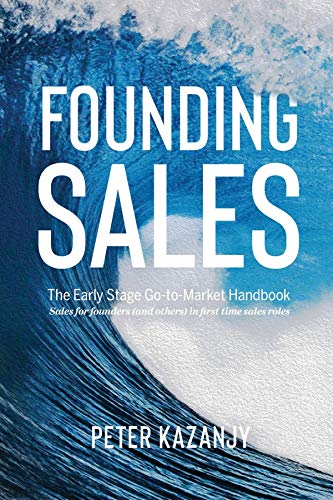 FOUNDING
SALES
The Early Stage Go-to-Market Handbook
Sales for founders (and others) in first time sales roles
PETER KAZANJY